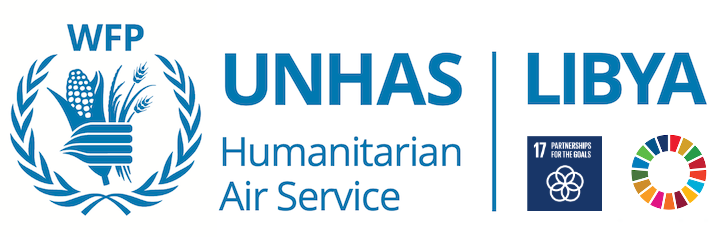 WFP
UNHAS
Humanitarian
Air Service
LIBYA
17 PARTNERSHIPS
FOR THE GOALS